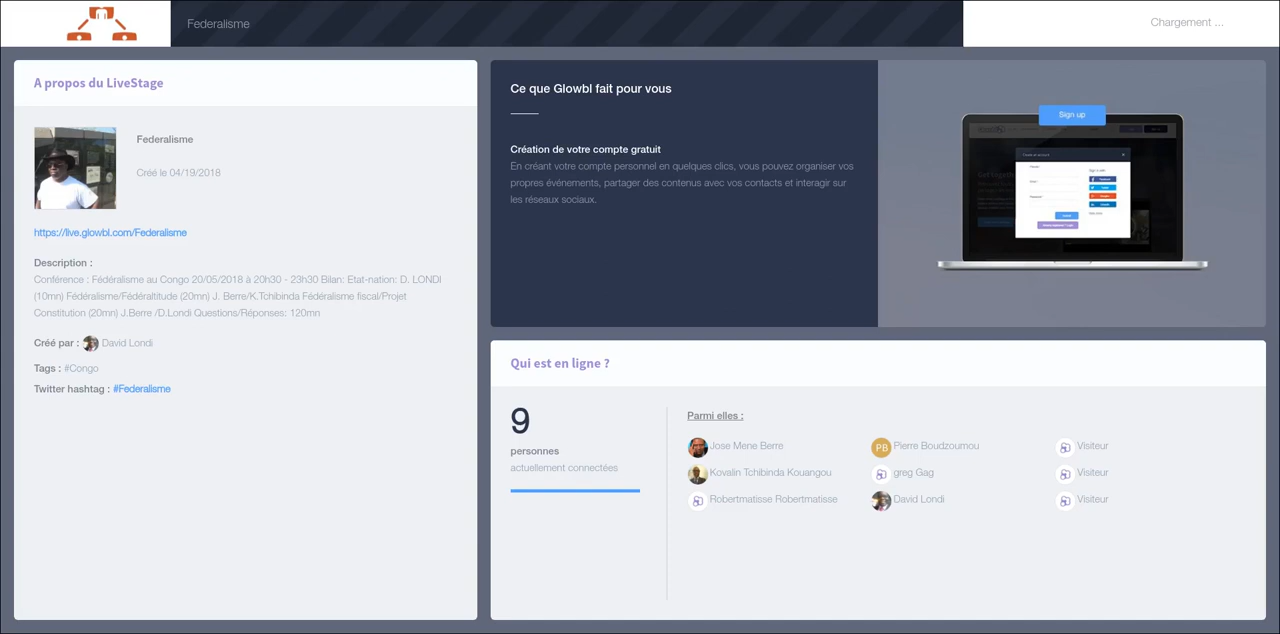 Federalisme
Chargement ...
A propos du LiveStage
Federalisme
Créé le 04/19/2018
https://live.glowbl.com/Federalisme
Description :
Conférence : Fédéralisme au Congo 20/05/2018 à 20h30 - 23h30 Bilan: Etat-nation: D. LONDI
(10mn) Fédéralisme/Fédéraltitude (20mn) J. Berre/K.Tchibinda Fédéralisme fiscal/Projet
Constitution (20mn) J.Berre /D.Londi Questions/Réponses: 120mn
Créé par : David Londi
Tags : #Congo
Twitter hashtag : #Federalisme
Ce que Glowbl fait pour vous
Création de votre compte gratuit
En créant votre compte personnel en quelques clics, vous pouvez organiser vos
propres événements, partager des contenus avec vos contacts et interagir sur
les réseaux sociaux.
Sign up
Qui est en ligne ?
9
personnes
actuellement connectées
Parmi elles :
Jose Mene Berre
PB Pierre Boudzoumou
Visiteur
Kovalin Tchibinda Kouangou
greg Gag
Visiteur
Robertmatisse Robertmatisse
David Londi
Visiteur